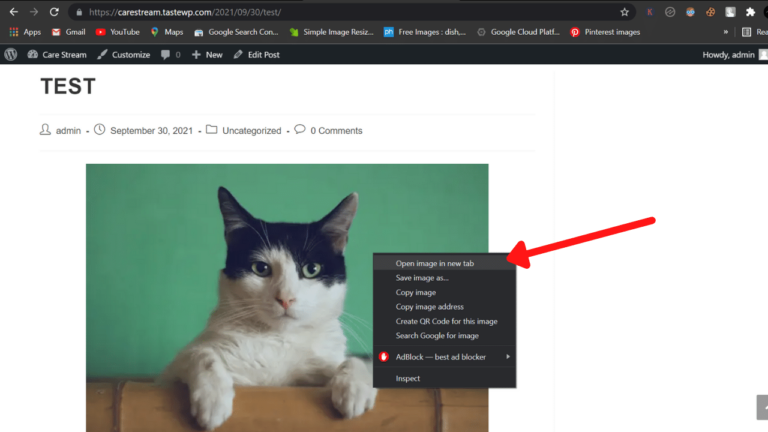 https://carestream.tastewp.com/2021/09/30/test/
Apps Gmail YouTube Maps Google Search Con... Simple Image Resiz... Free Images : dish,... Google Cloud Platf... Pinterest images » Rea
Care Stream Customize 0 New Edit Post Howdy, admin
TEST
admin - September 30, 2021 - Uncategorized - 0 Comments
Open image in new tab
Save image as...
Copy image
Copy image address
Create QR Code for this image
Search Google for image
AdBlock — best ad blocker
Inspect